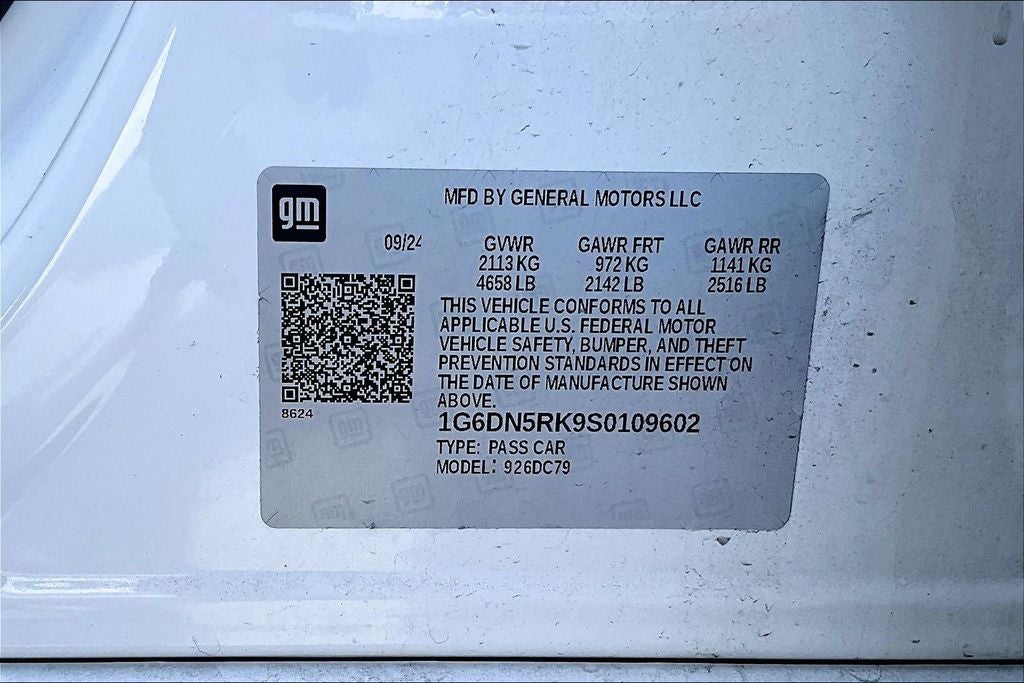 gm
MFD BY GENERAL MOTORS LLC
09/24 GVWR GAWR FRT GAWR RR
2113 KG 972 KG 1141 KG
4658 LB 2142 LB 2516 LB
THIS VEHICLE CONFORMS TO ALL
APPLICABLE U.S. FEDERAL MOTOR
VEHICLE SAFETY, BUMPER, AND THEFT
PREVENTION STANDARDS IN EFFECT ON
THE DATE OF MANUFACTURE SHOWN
ABOVE.
8624
1G6DN5RK9S0109602
TYPE: PASS CAR
MODEL: 926DC79